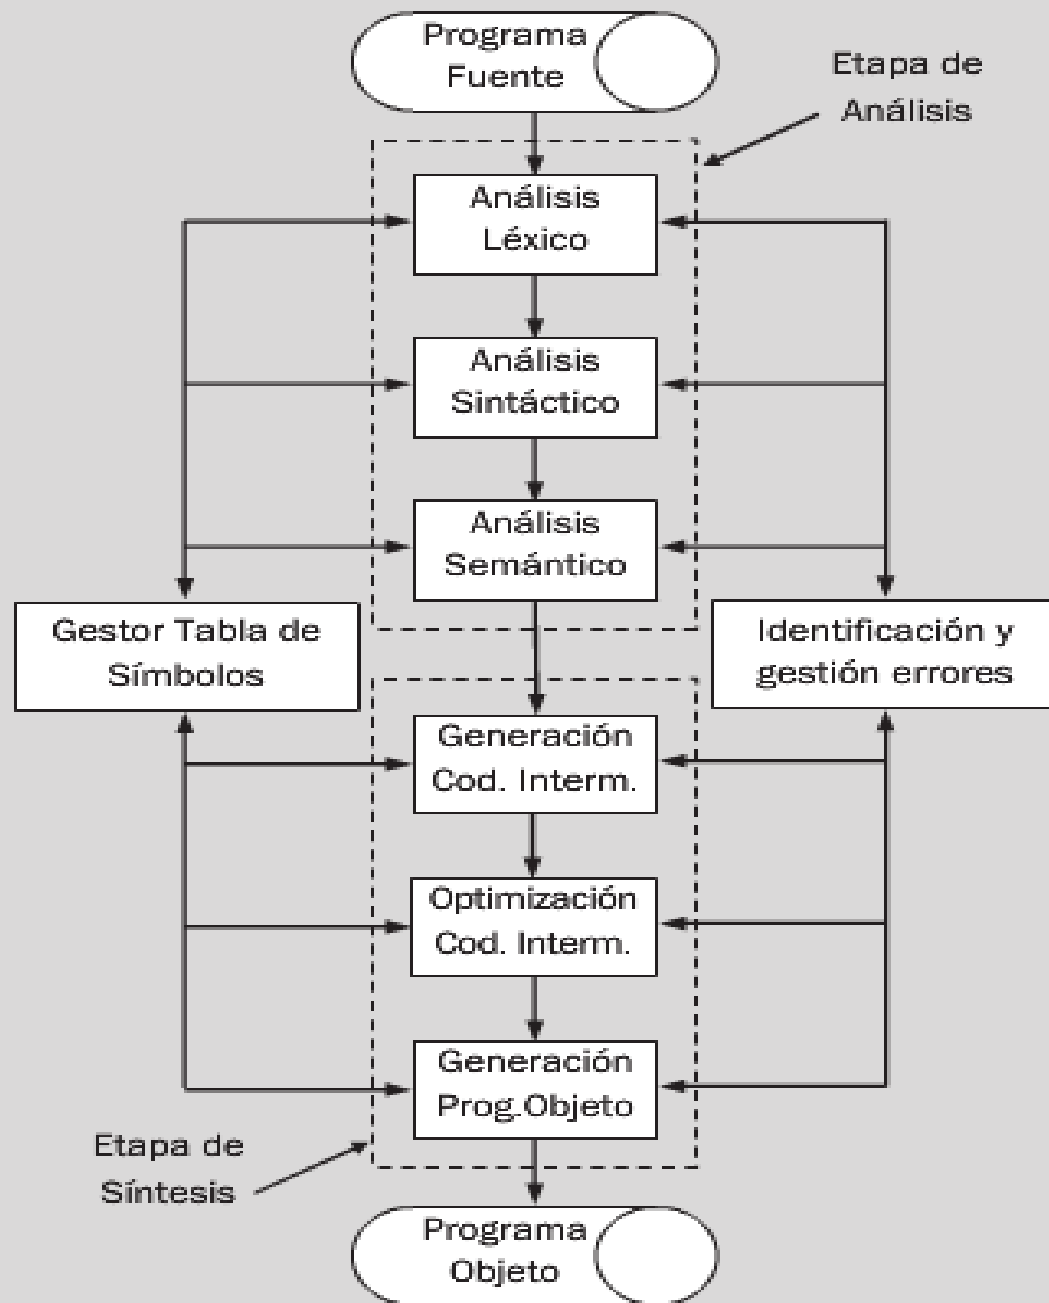 Programa
Fuente
Etapa de
Análisis
Análisis
Léxico
Análisis
Sintáctico
Análisis
Semántico
Gestor Tabla de
Símbolos
Identificación y
gestión errores
Generación
Cod. Interm.
Optimización
Cod. Interm.
Generación
Prog.Objeto
Etapa de
Síntesis
Programa
Objeto